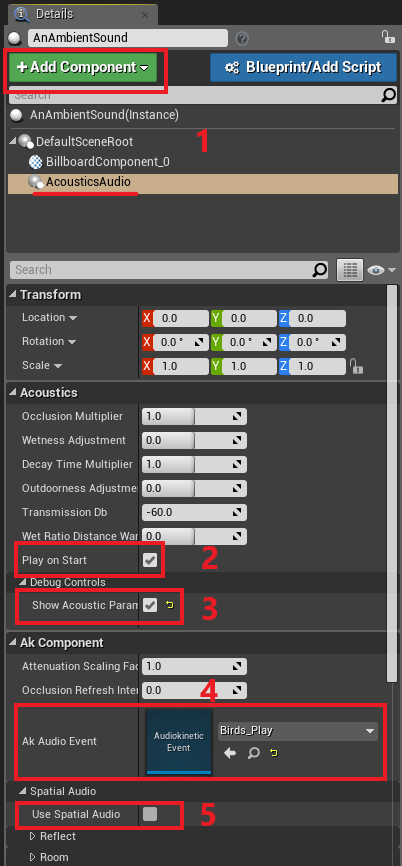 Details
AnAmbientSound
+ Add Component
Blueprint/Add Script
Search
AnAmbientSound(Instance)
1
DefaultSceneRoot
BillboardComponent_0
AcousticsAudio
Search
Transform
Location X 0.0 Y 0.0 Z 0.0
Rotation X 0.0 ° Y 0.0 ° Z 0.0 °
Scale X 1.0 Y 1.0 Z 1.0
Acoustics
Occlusion Multiplier 1.0
Wetness Adjustment 0.0
Decay Time Multiplier 1.0
Outdoorness Adjustme 0.0
Transmission Db -60.0
Wet Ratio Distance War 0.0
Play on Start 2
Debug Controls
Show Acoustic Param 3
Ak Component
Attenuation Scaling Fac 1.0
Occlusion Refresh Inter 0.0 4
Ak Audio Event
Audiokinetic Event
Birds_Play
Spatial Audio
Use Spatial Audio 5
Reflect
Room